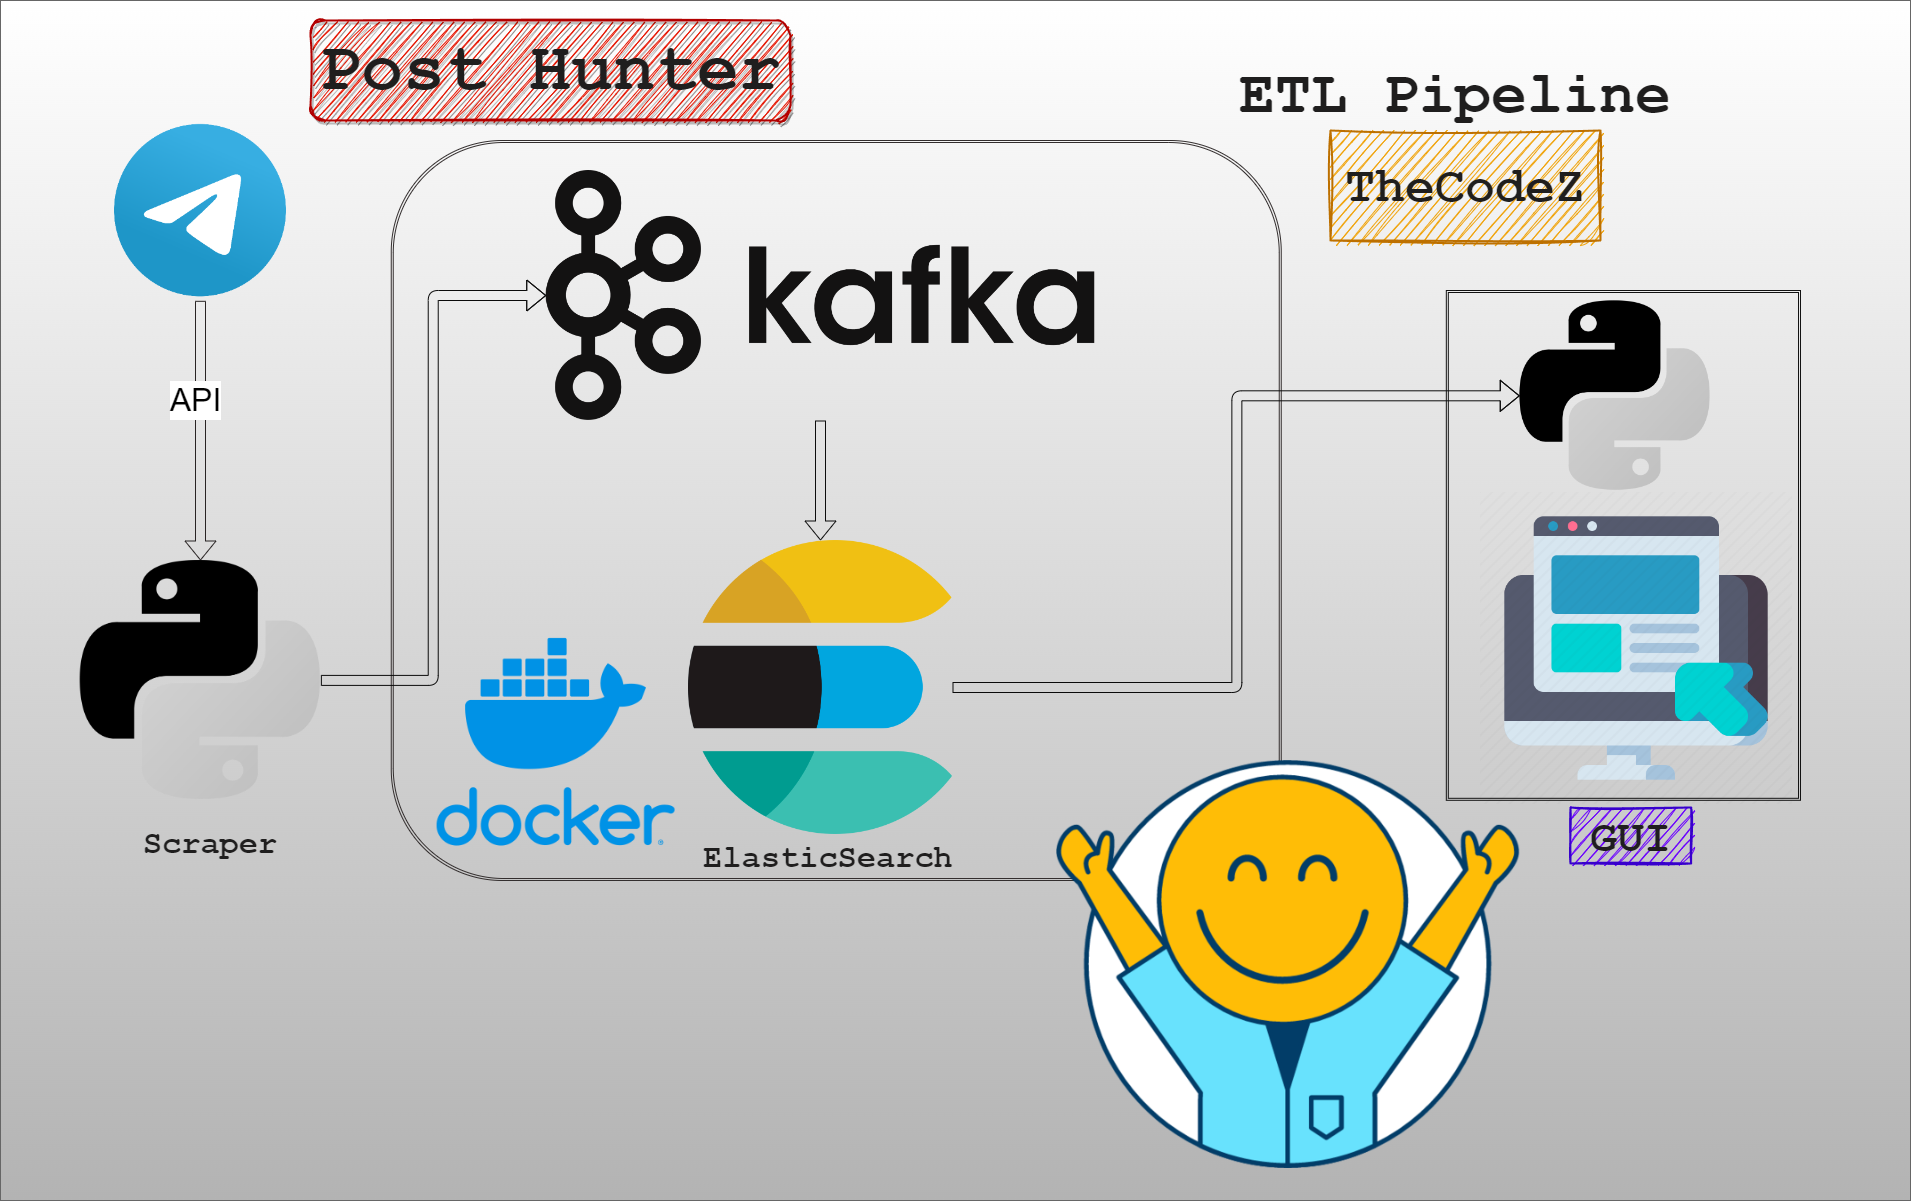 Post Hunter
ETL Pipeline
TheCodeZ
kafka
API
docker
Scraper
ElasticSearch
GUI